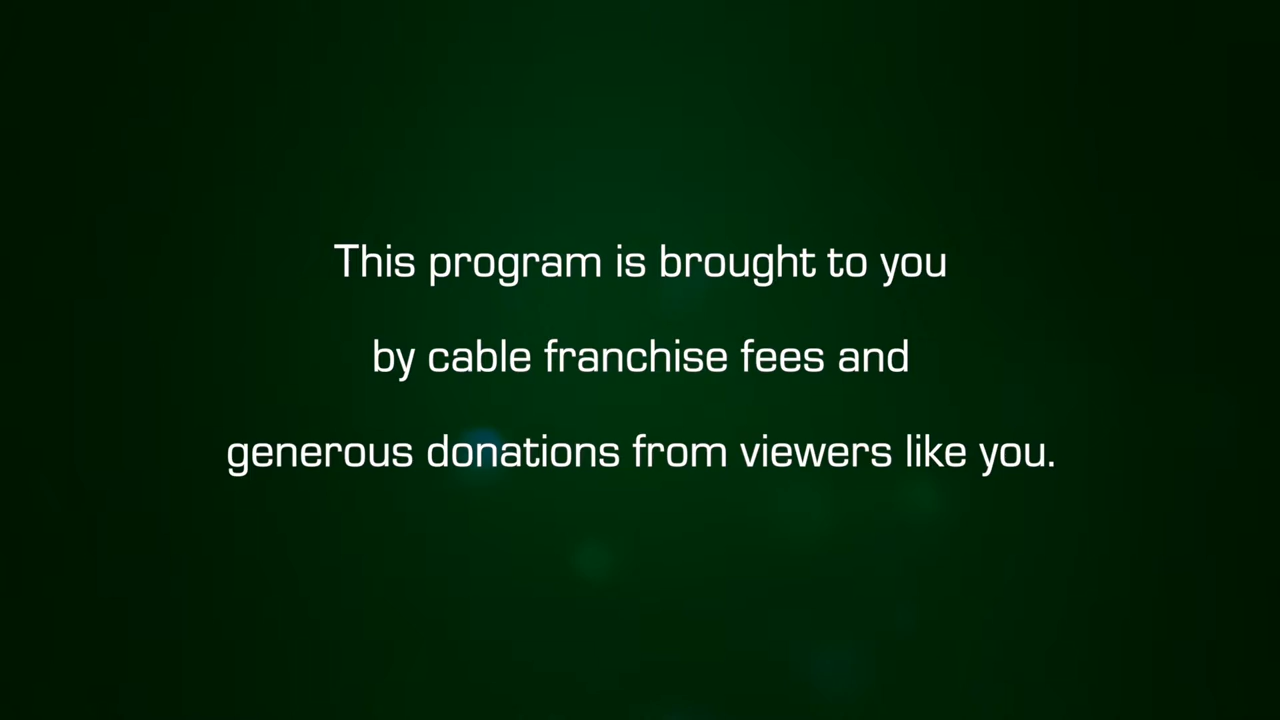 This program is brought to you
by cable franchise fees and
generous donations from viewers like you.